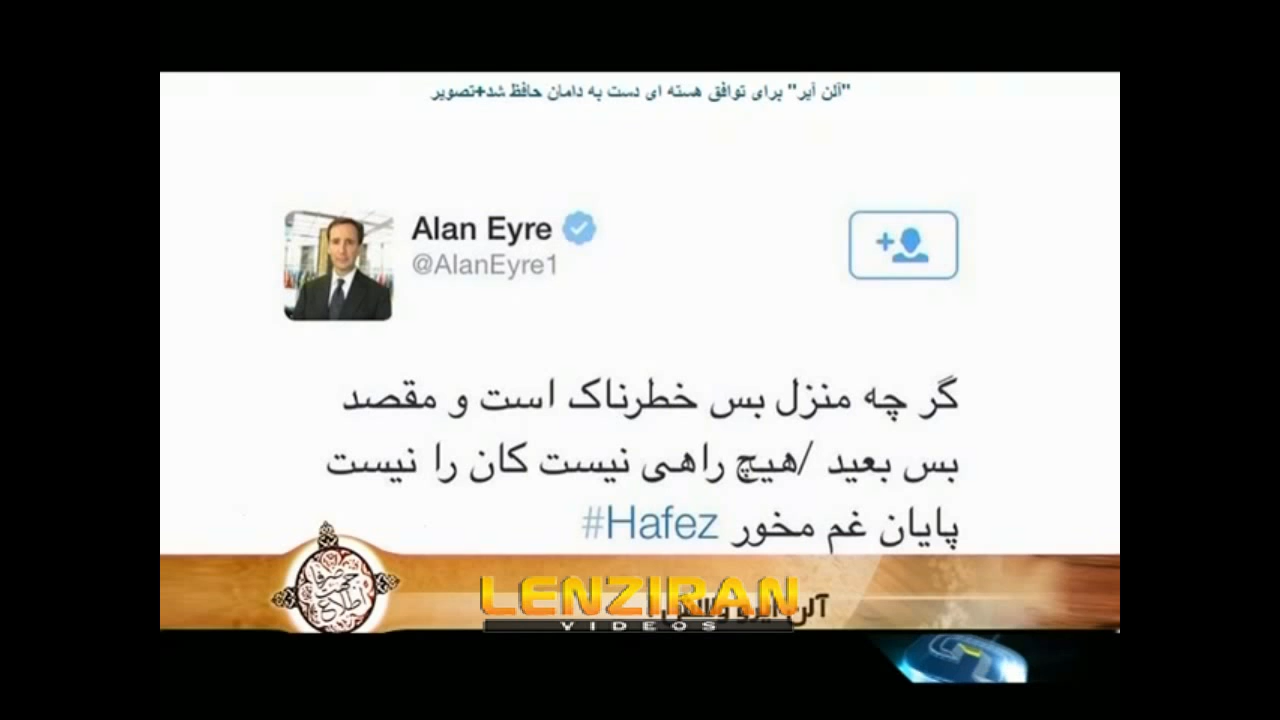 "آلن آیر" برای توافق هسته ای دست به دامان حافظ شد+تصویر
Alan Eyre
@AlanEyre1
گر چه منزل بس خطرناک است و مقصد
بس بعید /هیچ راهی نیست کان را نیست
پایان غم مخور #Hafez
LENZIRAN
VIDEOS
آلن